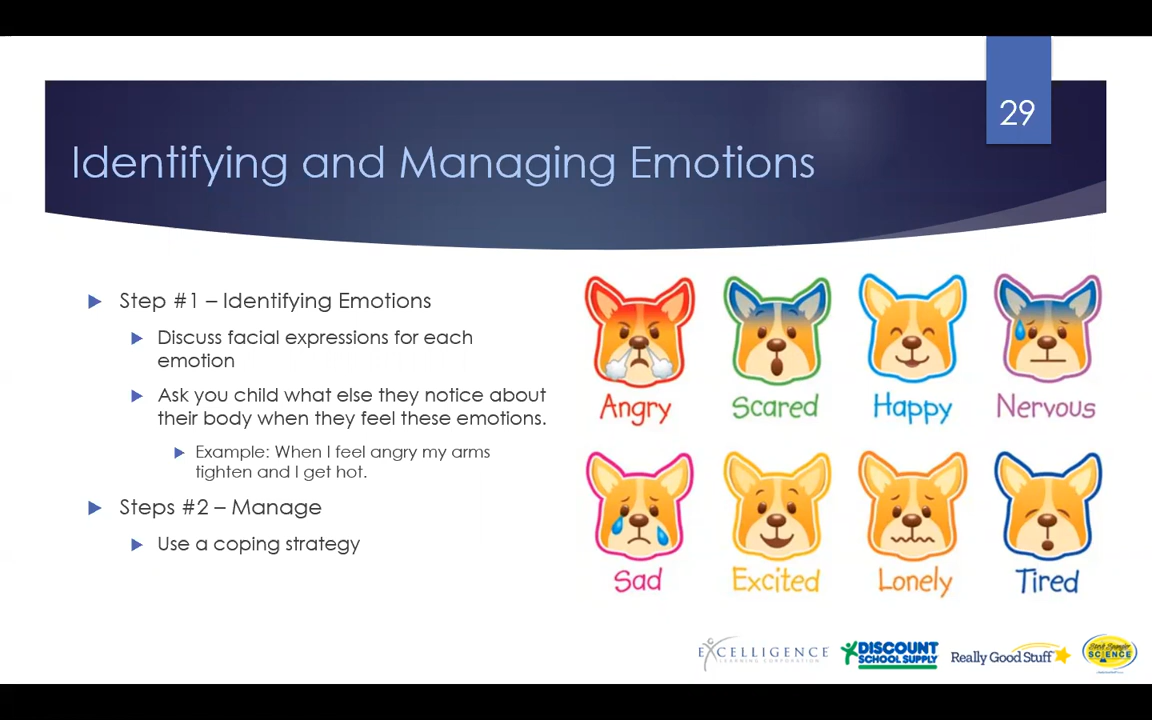 29
Identifying and Managing Emotions
Step #1 – Identifying Emotions
Discuss facial expressions for each
emotion
Ask you child what else they notice about
their body when they feel these emotions.
Example: When I feel angry my arms
tighten and I get hot.
Steps #2 – Manage
Use a coping strategy
Angry
Scared
Happy
Nervous
Sad
Excited
Lonely
Tired
EXCELLIGENCE
LEARNING CORPORATION
DISCOUNT
SCHOOL SUPPLY
Really Good Stuff
Steve Spangler
SCIENCE